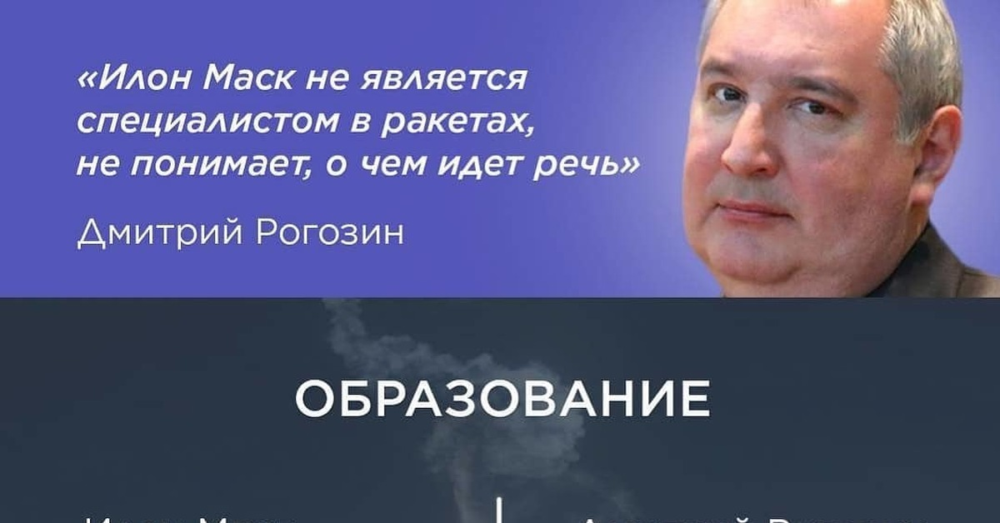 «Илон Маск не является
специалистом в ракетах,
не понимает, о чем идет речь»
Дмитрий Рогозин
ОБРАЗОВАНИЕ